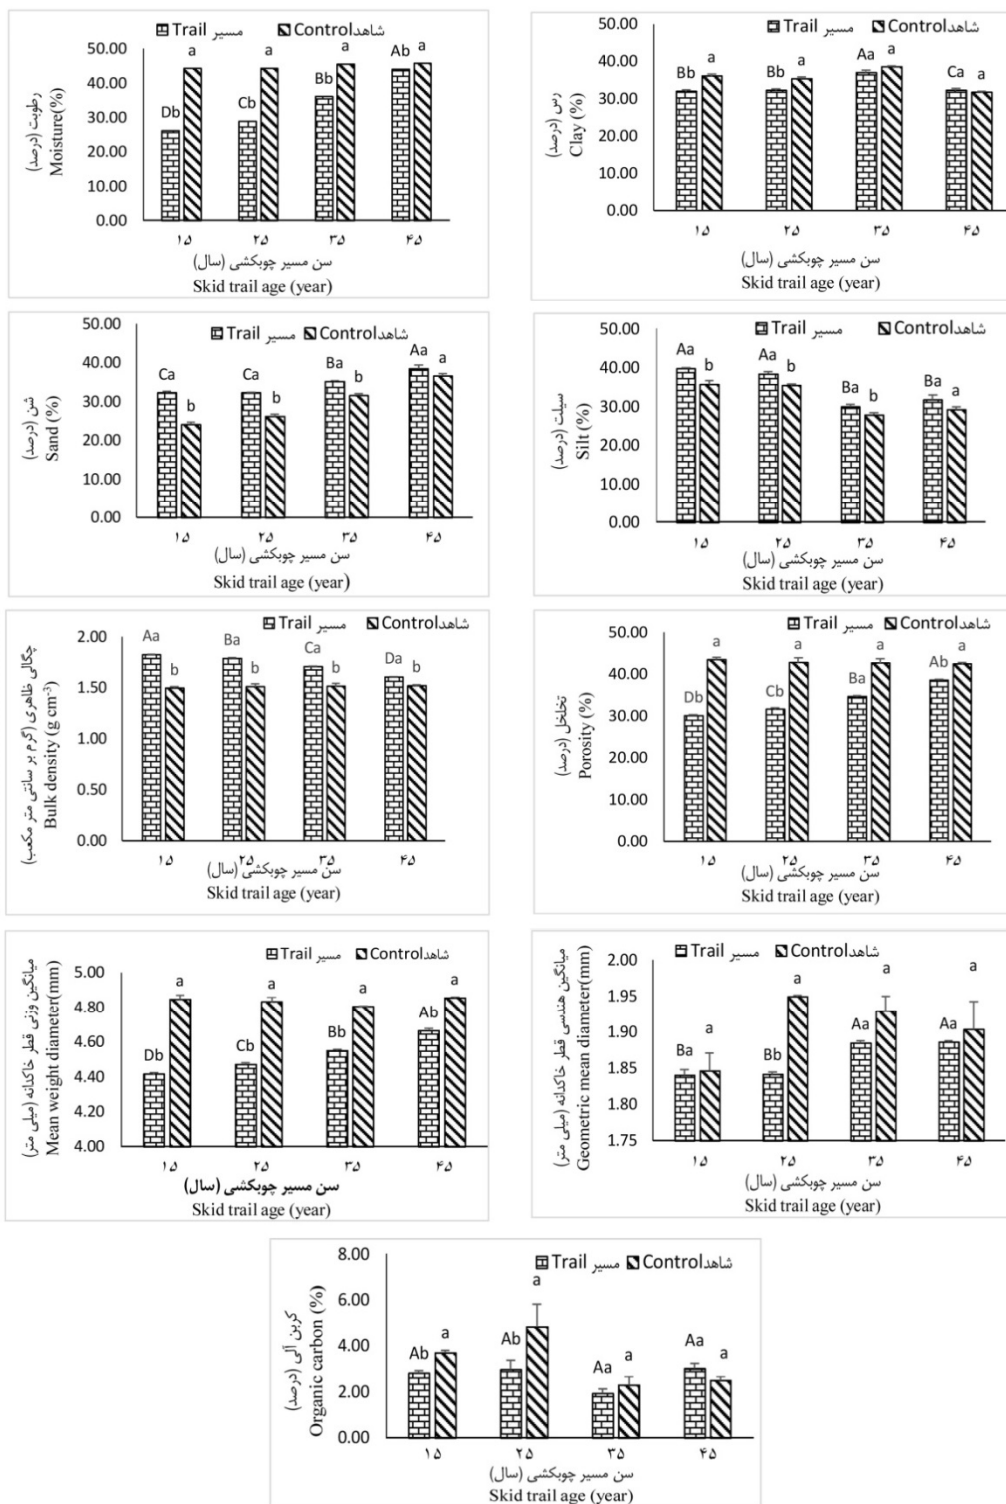 Trail مسیر Control شاهد
a a a Ab a
Bb
Cb
Db
50.00
40.00
30.00
20.00
10.00
0.00
رطوبت (درصد)
Moisture(%)
۱۵ ۲۵ ۳۵ ۴۵
سن مسیر چوبکشی (سال)
Skid trail age (year)
Trail مسیر Control شاهد
Bb a Bb a Aa a Ca a
50.00
40.00
30.00
20.00
10.00
0.00
رس (درصد)
Clay (%)
۱۵ ۲۵ ۳۵ ۴۵
سن مسیر چوبکشی (سال)
Skid trail age (year)
Trail مسیر Control شاهد
Ca b Ca b Ba b Aa a
50.00
40.00
30.00
20.00
10.00
0.00
شن (درصد)
Sand (%)
۱۵ ۲۵ ۳۵ ۴۵
سن مسیر چوبکشی (سال)
Skid trail age (year)
Trail مسیر Control شاهد
Aa b Aa b Ba b Ba a
50.00
40.00
30.00
20.00
10.00
0.00
سیلت (درصد)
Silt (%)
۱۵ ۲۵ ۳۵ ۴۵
سن مسیر چوبکشی (سال)
Skid trail age (year)
Trail مسیر Control شاهد
Aa b Ba b Ca b Da b
2.00
1.50
1.00
0.50
0.00
چگالی ظاهری (گرم بر سانتی متر مکعب)
Bulk density (g cm⁻³)
۱۵ ۲۵ ۳۵ ۴۵
سن مسیر چوبکشی (سال)
Skid trail age (year)
Trail مسیر Control شاهد
Db a Cb a Ba a Ab a
50.00
40.00
30.00
20.00
10.00
0.00
تخلخل (درصد)
Porosity (%)
۱۵ ۲۵ ۳۵ ۴۵
سن مسیر چوبکشی (سال)
Skid trail age (year)
Trail مسیر Control شاهد
Db a Cb a Bb a Ab a
5.00
4.80
4.60
4.40
4.20
4.00
میانگین وزنی قطر خاکدانه (میلی متر)
Mean weight diameter(mm)
۱۵ ۲۵ ۳۵ ۴۵
سن مسیر چوبکشی (سال)
Skid trail age (year)
Trail مسیر Control شاهد
Ba a Bb a Aa a Aa a
2.00
1.95
1.90
1.85
1.80
1.75
میانگین هندسی قطر خاکدانه (میلی متر)
Geometric mean diameter(mm)
۱۵ ۲۵ ۳۵ ۴۵
سن مسیر چوبکشی (سال)
Skid trail age (year)
Trail مسیر Control شاهد
Ab a Ab a Aa a Aa a
8.00
6.00
4.00
2.00
0.00
کربن آلی (درصد)
Organic carbon (%)
۱۵ ۲۵ ۳۵ ۴۵
سن مسیر چوبکشی (سال)
Skid trail age (year)